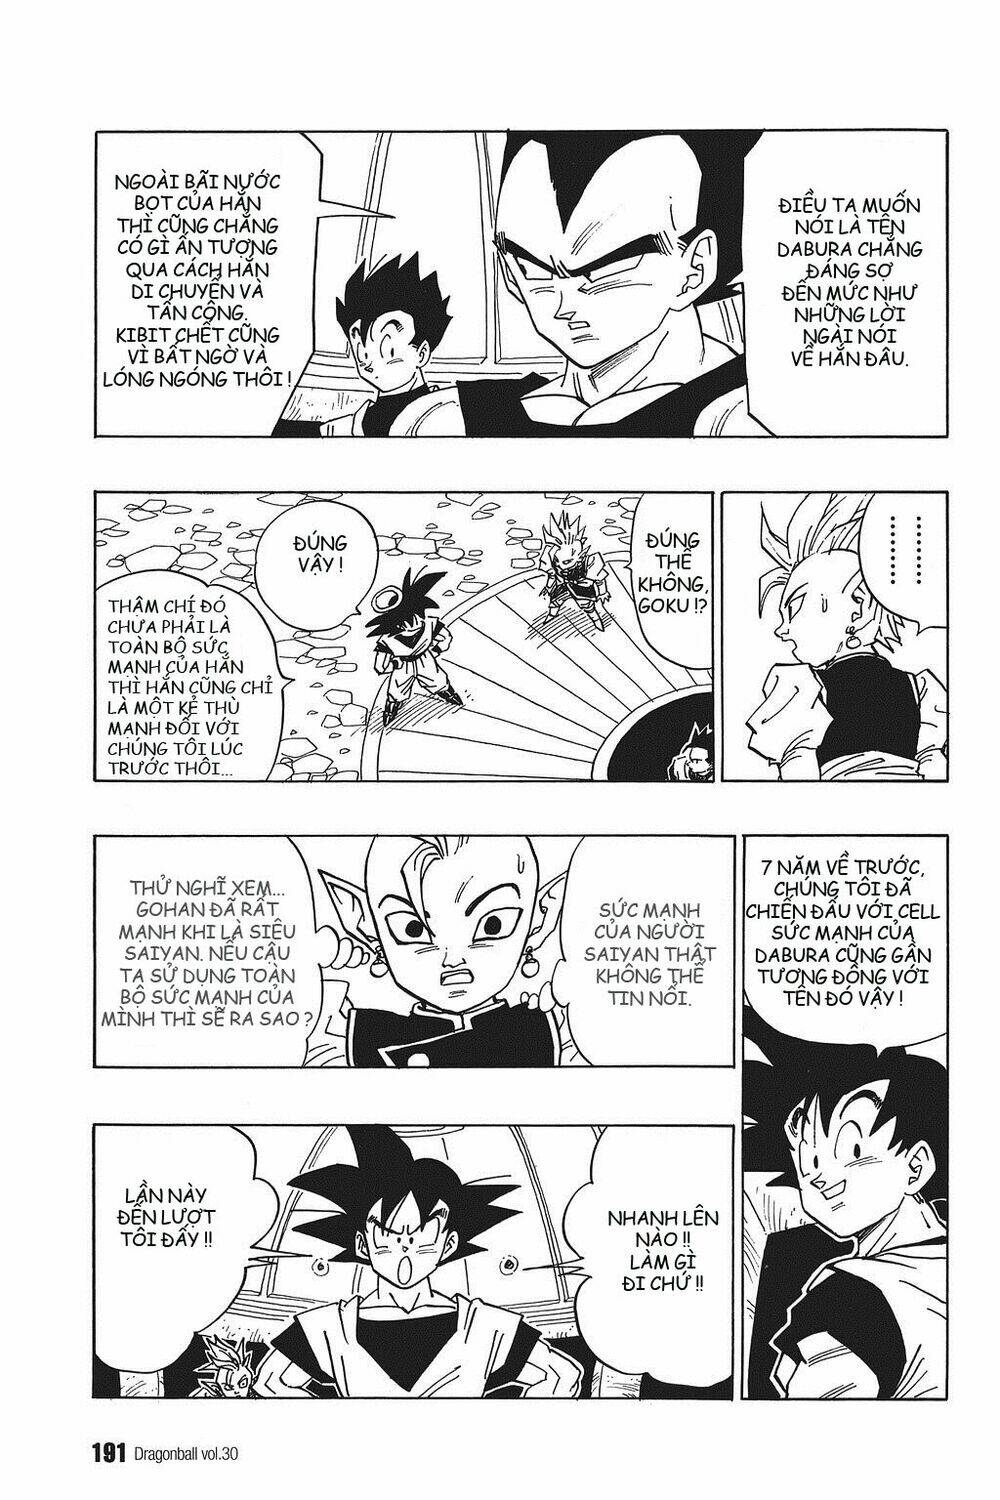 ĐIỀU TA MUỐN
NÓI LÀ TÊN
DABURA CHẲNG
ĐÁNG SỢ
ĐẾN MỨC NHƯ
NHỮNG LỜI
NGÀI NÓI
VỀ HẮN ĐÂU.
NGOÀI BÃI NƯỚC
BỌT CỦA HẮN
THÌ CŨNG CHẲNG
CÓ GÌ ẤN TƯỢNG
QUA CÁCH HẮN
DI CHUYỂN VÀ
TẤN CÔNG.
KIBIT CHẾT CŨNG
VÌ BẤT NGỜ VÀ
LÓNG NGÓNG THÔI !
ĐÚNG
THẾ
KHÔNG,
GOKU !?
ĐÚNG
VẬY !
THẬM CHÍ ĐÓ
CHƯA PHẢI LÀ
TOÀN BỘ SỨC
MẠNH CỦA HẮN
THÌ HẮN CŨNG CHỈ
LÀ MỘT KẺ THÙ
MẠNH ĐỐI VỚI
CHÚNG TÔI LÚC
TRƯỚC THÔI...
7 NĂM VỀ TRƯỚC,
CHÚNG TÔI ĐÃ
CHIẾN ĐẤU VỚI CELL
SỨC MẠNH CỦA
DABURA CŨNG GẦN
TƯƠNG ĐỒNG VỚI
TÊN ĐÓ VẬY !
SỨC MẠNH
CỦA NGƯỜI
SAIYAN THẬT
KHÔNG THỂ
TIN NỔI.
THỬ NGHĨ XEM...
GOHAN ĐÃ RẤT
MẠNH KHI LÀ SIÊU
SAIYAN. NẾU CẬU
TA SỬ DỤNG TOÀN
BỘ SỨC MẠNH CỦA
MÌNH THÌ SẼ RA SAO ?
NHANH LÊN
NÀO !!
LÀM GÌ
ĐI CHỨ !!
LẦN NÀY
ĐẾN LƯỢT
TÔI ĐẤY !!
191 Dragonball vol.30